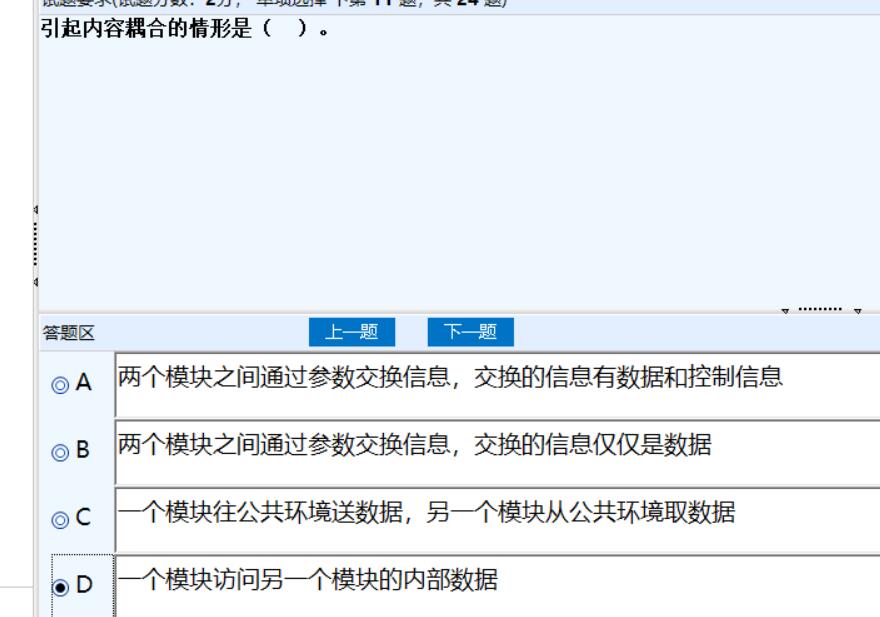 试题要求(试题分数：2分， 单项选择 下第 11 题，共 24 题)
引起内容耦合的情形是（ ）。
答题区
上一题
下一题
A
两个模块之间通过参数交换信息，交换的信息有数据和控制信息
B
两个模块之间通过参数交换信息，交换的信息仅仅是数据
C
一个模块往公共环境送数据，另一个模块从公共环境取数据
D
一个模块访问另一个模块的内部数据